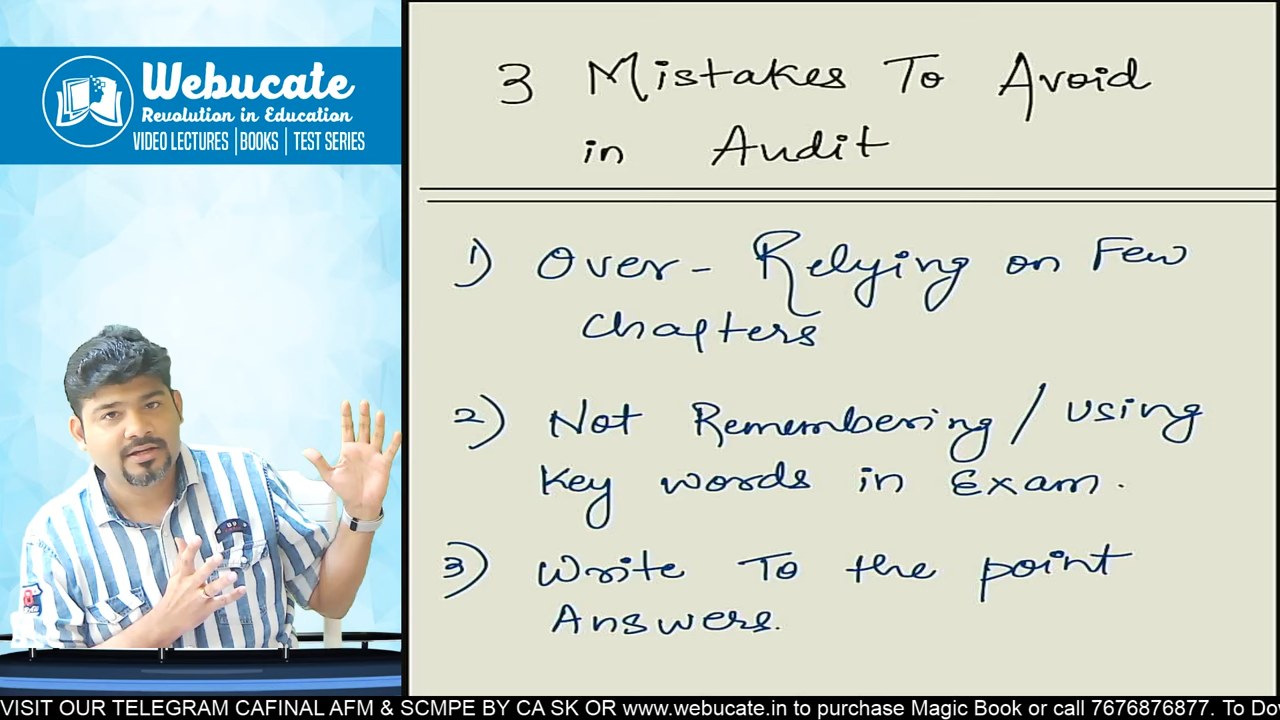 Webucate
Revolution in Education
VIDEO LECTURES | BOOKS | TEST SERIES
3 Mistakes To Avoid
in Audit
1) Over-Relying on Few
chapters
2) Not Remembering / using
key words in Exam.
3) Write To the point
Answers.
VISIT OUR TELEGRAM CAFINAL AFM & SCMPE BY CA SK OR www.webucate.in to purchase Magic Book or call 7676876877. To Do